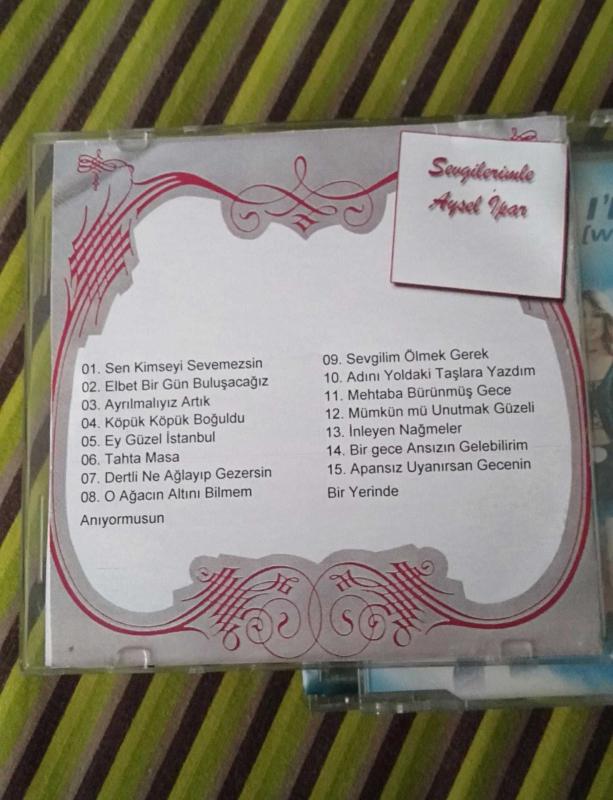 Sevgilerimle
Aysel İpar
01. Sen Kimseyi Sevemezsin
02. Elbet Bir Gün Buluşacağız
03. Ayrılmalıyız Artık
04. Köpük Köpük Boğuldu
05. Ey Güzel İstanbul
06. Tahta Masa
07. Dertli Ne Ağlayıp Gezersin
08. O Ağacın Altını Bilmem
Anıyormusun
09. Sevgilim Ölmek Gerek
10. Adını Yoldaki Taşlara Yazdım
11. Mehtaba Bürünmüş Gece
12. Mümkün mü Unutmak Güzeli
13. İnleyen Nağmeler
14. Bir gece Ansızın Gelebilirim
15. Apansız Uyanırsan Gecenin
Bir Yerinde